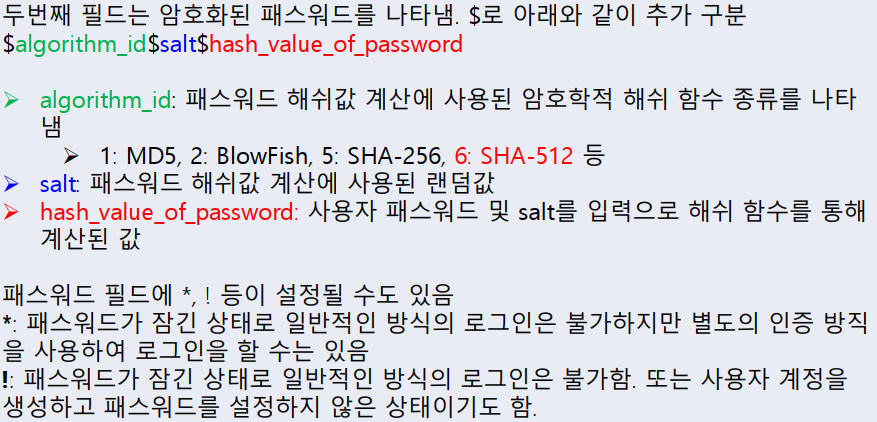 두번째 필드는 암호화된 패스워드를 나타냄. $로 아래와 같이 추가 구분
$algorithm_id$salt$hash_value_of_password
➢ algorithm_id: 패스워드 해쉬값 계산에 사용된 암호학적 해쉬 함수 종류를 나타
냄
➢ 1: MD5, 2: BlowFish, 5: SHA-256, 6: SHA-512 등
➢ salt: 패스워드 해쉬값 계산에 사용된 랜덤값
➢ hash_value_of_password: 사용자 패스워드 및 salt를 입력으로 해쉬 함수를 통해
계산된 값
패스워드 필드에 *, ! 등이 설정될 수도 있음
*: 패스워드가 잠긴 상태로 일반적인 방식의 로그인은 불가하지만 별도의 인증 방직
을 사용하여 로그인을 할 수는 있음
!: 패스워드가 잠긴 상태로 일반적인 방식의 로그인은 불가함. 또는 사용자 계정을
생성하고 패스워드를 설정하지 않은 상태이기도 함.